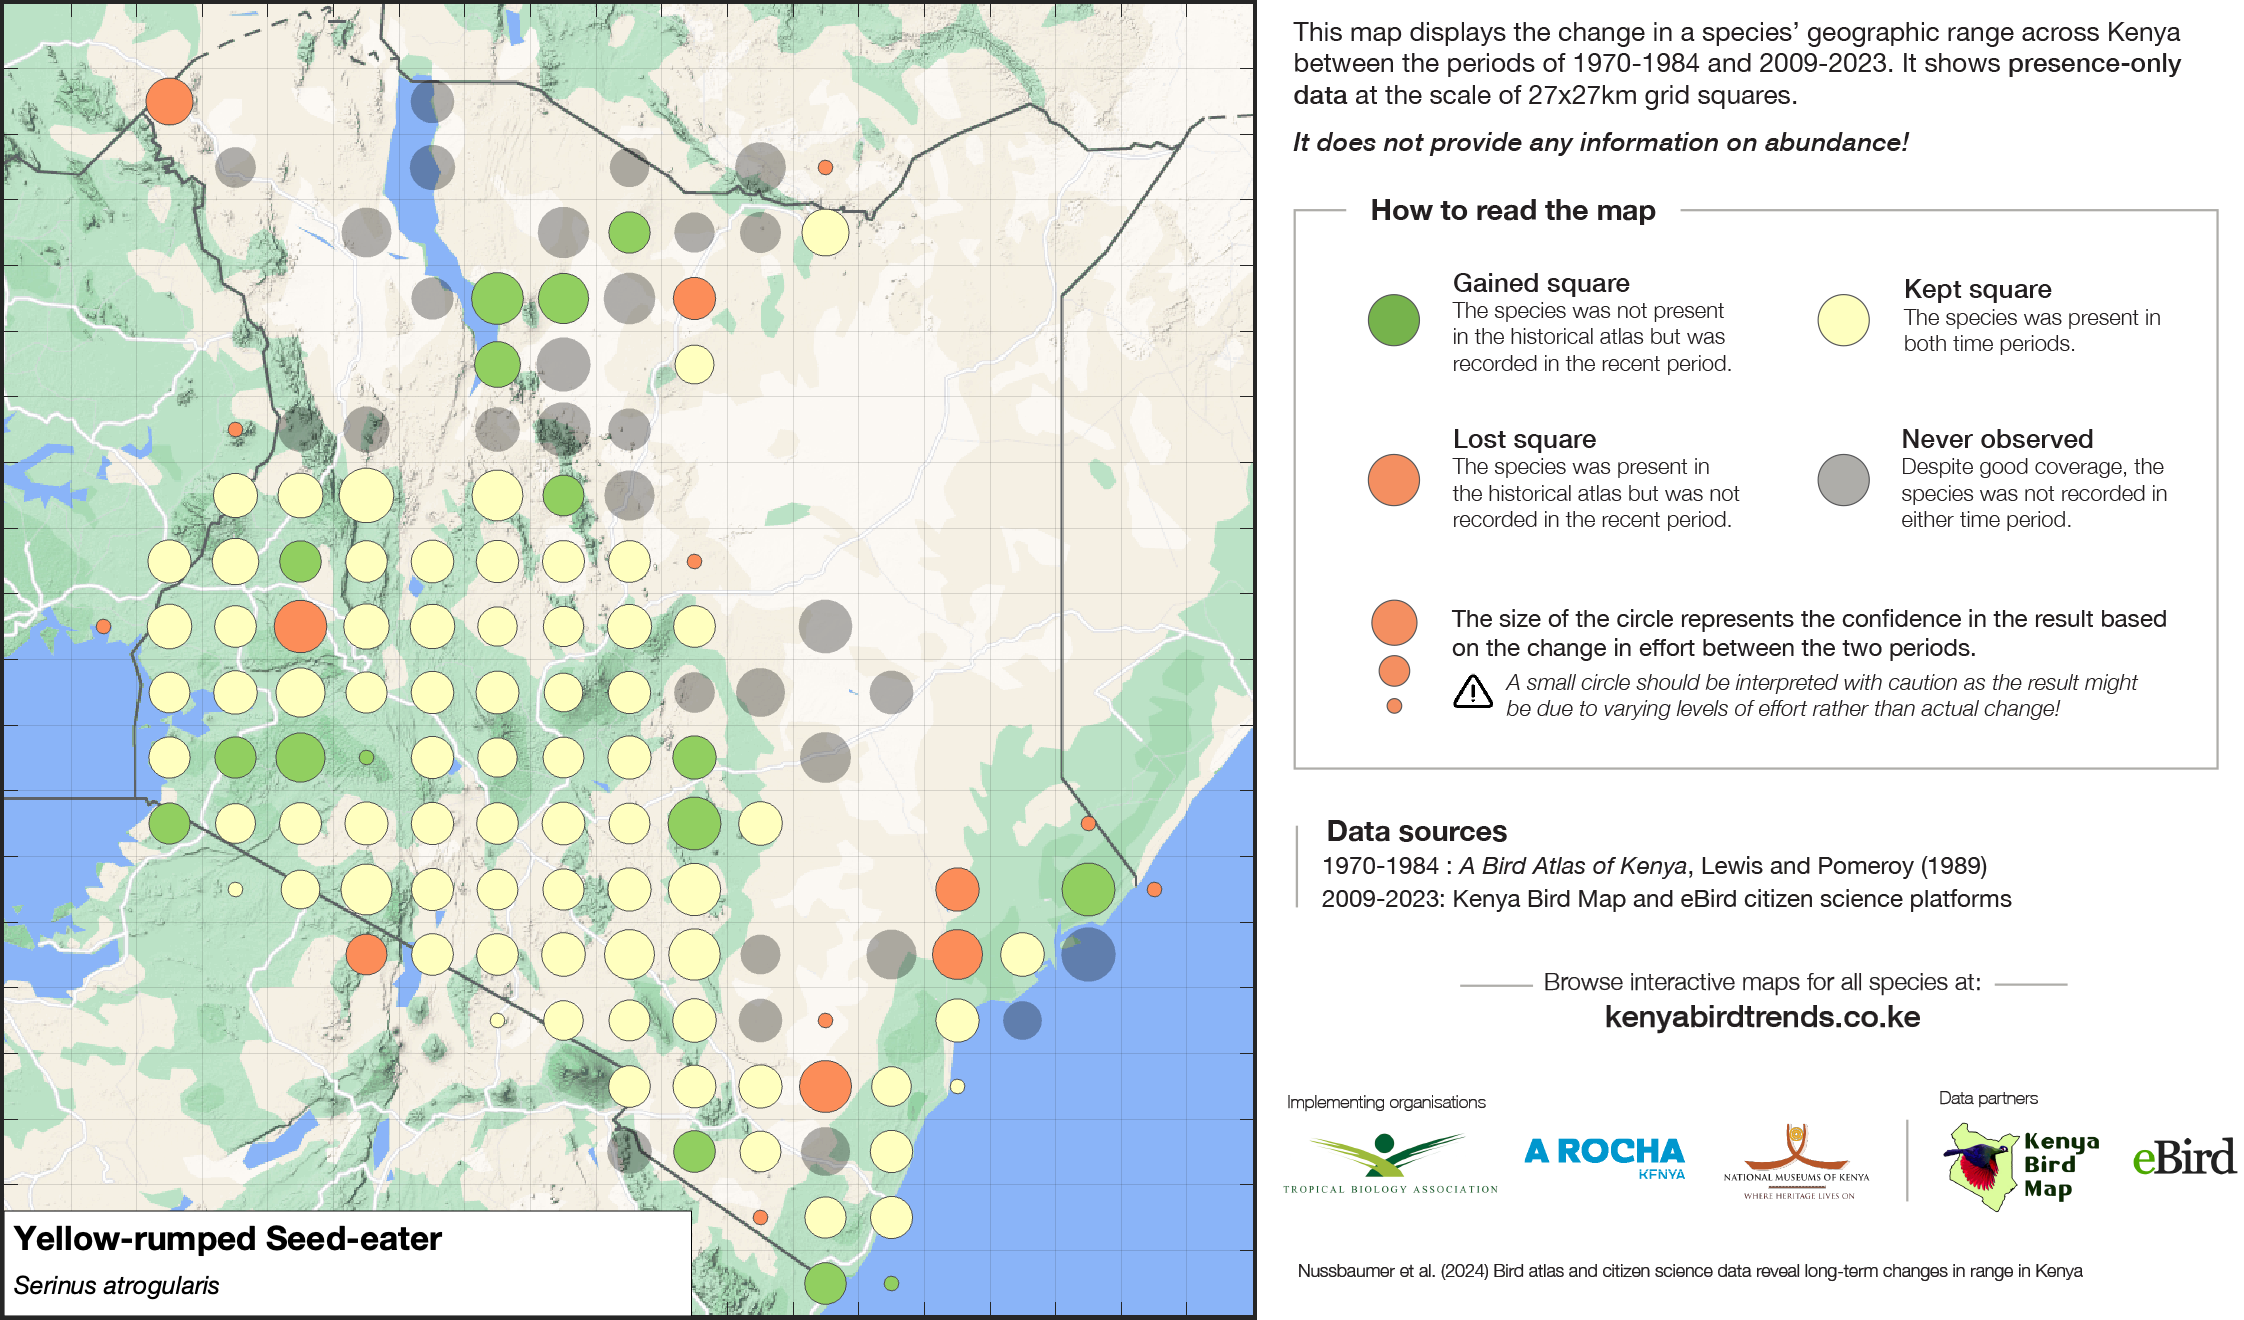 This map displays the change in a species’ geographic range across Kenya
between the periods of 1970-1984 and 2009-2023. It shows presence-only
data at the scale of 27x27km grid squares.
It does not provide any information on abundance!
How to read the map
Gained square
The species was not present
in the historical atlas but was
recorded in the recent period.
Kept square
The species was present in
both time periods.
Lost square
The species was present in
the historical atlas but was not
recorded in the recent period.
Never observed
Despite good coverage, the
species was not recorded in
either time period.
The size of the circle represents the confidence in the result based
on the change in effort between the two periods.
A small circle should be interpreted with caution as the result might
be due to varying levels of effort rather than actual change!
Data sources
1970-1984 : A Bird Atlas of Kenya, Lewis and Pomeroy (1989)
2009-2023: Kenya Bird Map and eBird citizen science platforms
Browse interactive maps for all species at:
kenyabirdtrends.co.ke
Implementing organisations
Data partners
TROPICAL BIOLOGY ASSOCIATION
A ROCHA
KENYA
NATIONAL MUSEUMS OF KENYA
WHERE HERITAGE LIVES ON
Kenya
Bird
Map
eBird
Nussbaumer et al. (2024) Bird atlas and citizen science data reveal long-term changes in range in Kenya
Yellow-rumped Seed-eater
Serinus atrogularis